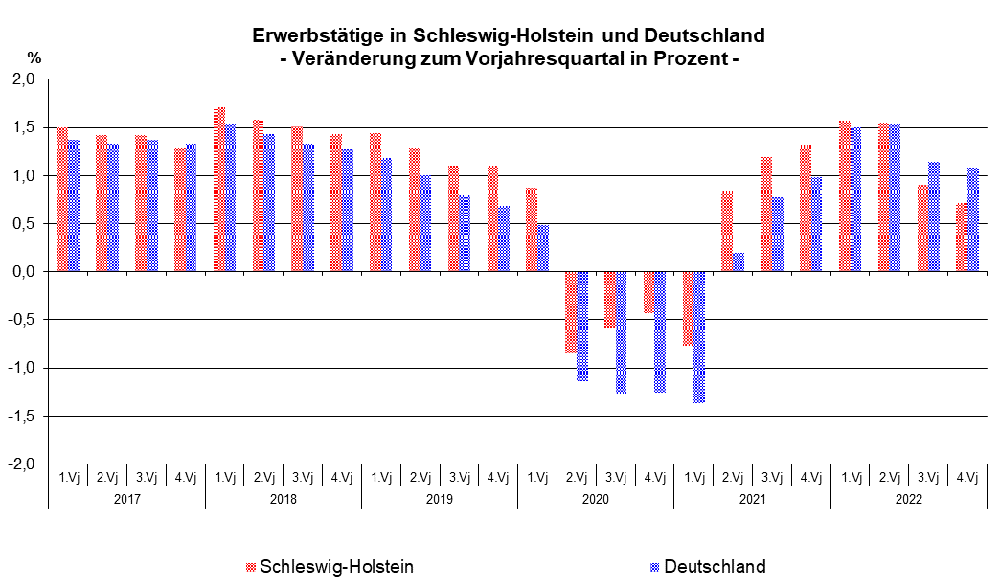 Erwerbstätige in Schleswig-Holstein und Deutschland
- Veränderung zum Vorjahresquartal in Prozent -
%
2,0
1,5
1,0
0,5
0,0
-0,5
-1,0
-1,5
-2,0
1.Vj 2.Vj 3.Vj 4.Vj 1.Vj 2.Vj 3.Vj 4.Vj 1.Vj 2.Vj 3.Vj 4.Vj 1.Vj 2.Vj 3.Vj 4.Vj 1.Vj 2.Vj 3.Vj 4.Vj 1.Vj 2.Vj 3.Vj 4.Vj
2017 2018 2019 2020 2021 2022
Schleswig-Holstein Deutschland